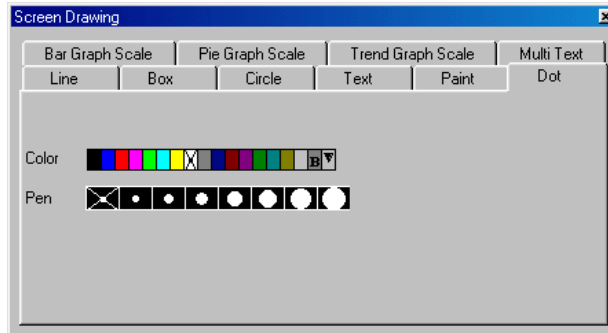 Screen Drawing
Bar Graph Scale Pie Graph Scale Trend Graph Scale Multi Text
Line Box Circle Text Paint Dot
Color B
Pen